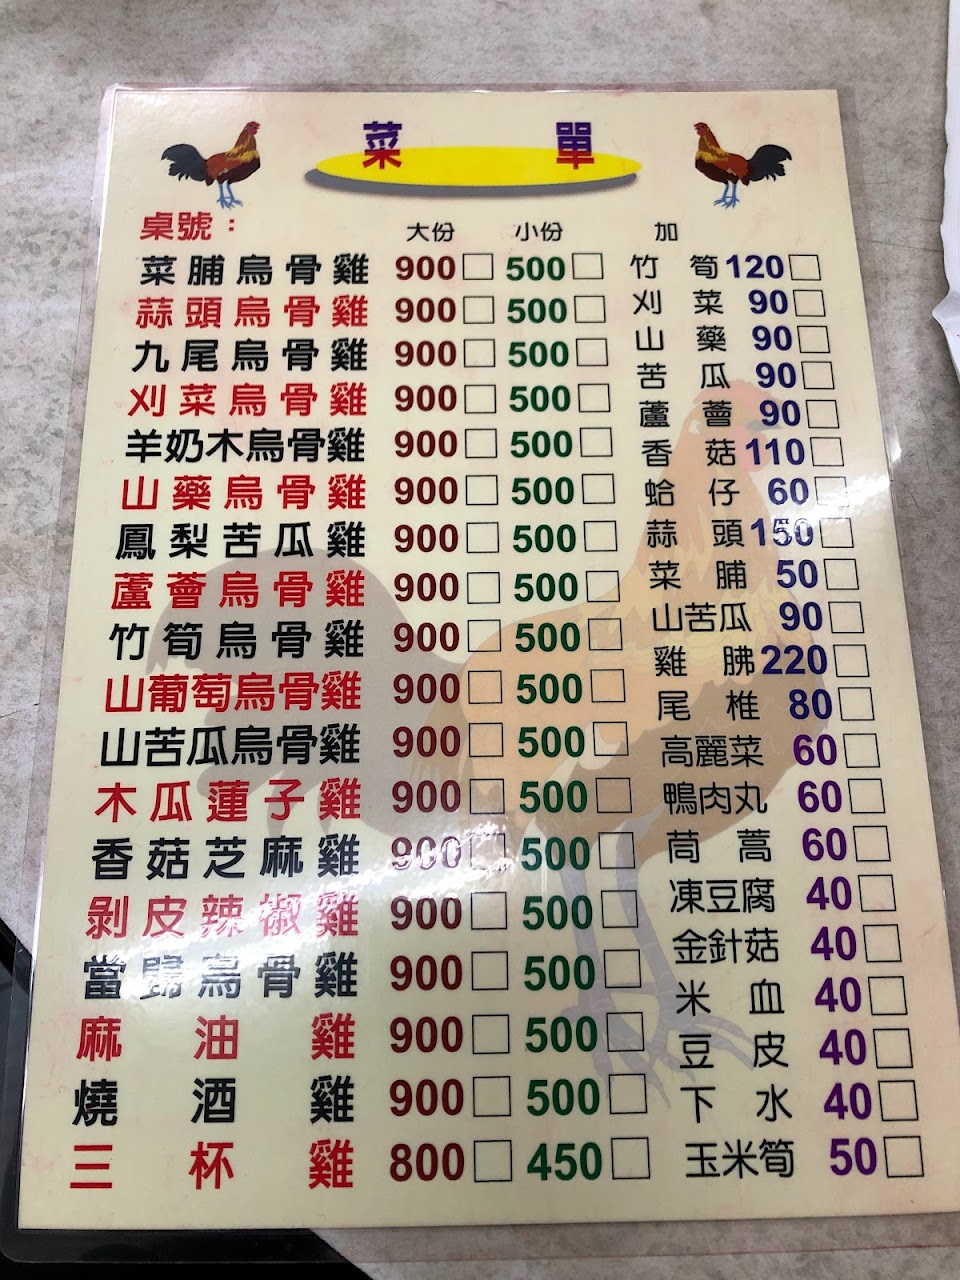 菜單
桌號： 大份 小份 加
菜脯烏骨雞 900 500 竹筍 120
蒜頭烏骨雞 900 500 刈菜 90
九尾烏骨雞 900 500 山藥 90
刈菜烏骨雞 900 500 苦瓜 90
羊奶木烏骨雞 900 500 蘆薈 90
山藥烏骨雞 900 500 香菇 110
鳳梨苦瓜雞 900 500 蛤仔 60
蘆薈烏骨雞 900 500 蒜頭 150
竹筍烏骨雞 900 500 菜脯 50
山葡萄烏骨雞 900 500 山苦瓜 90
山苦瓜烏骨雞 900 500 雞胇 220
木瓜蓮子雞 900 500 尾椎 80
香菇芝麻雞 900 500 高麗菜 60
剝皮辣椒雞 900 500 鴨肉丸 60
當歸烏骨雞 900 500 茼蒿 60
麻油雞 900 500 凍豆腐 40
燒酒雞 900 500 金針菇 40
三杯雞 800 450 米血 40
豆皮 40
下水 40
玉米筍 50